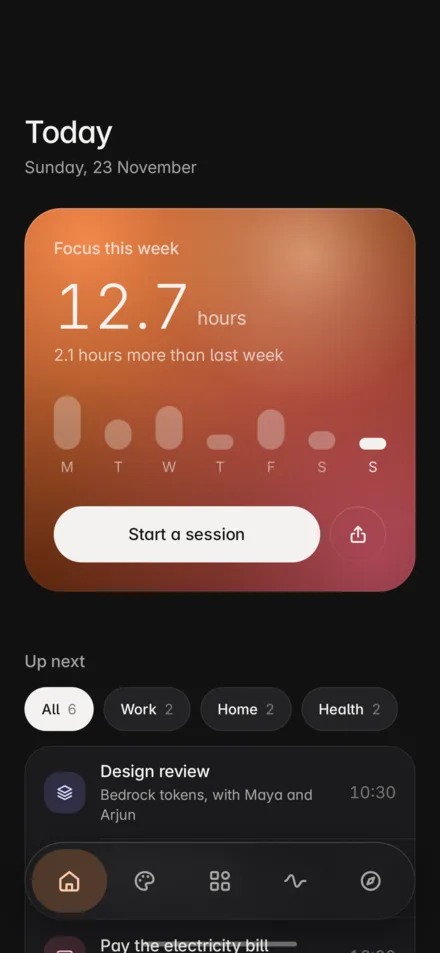 Today
Sunday, 23 November
Focus this week
12.7 hours
2.1 hours more than last week
M T W T F S S
Start a session
Up next
All 6 Work 2 Home 2 Health 2
Design review
Bedrock tokens, with Maya and
Arjun
10:30
Pay the electricity bill